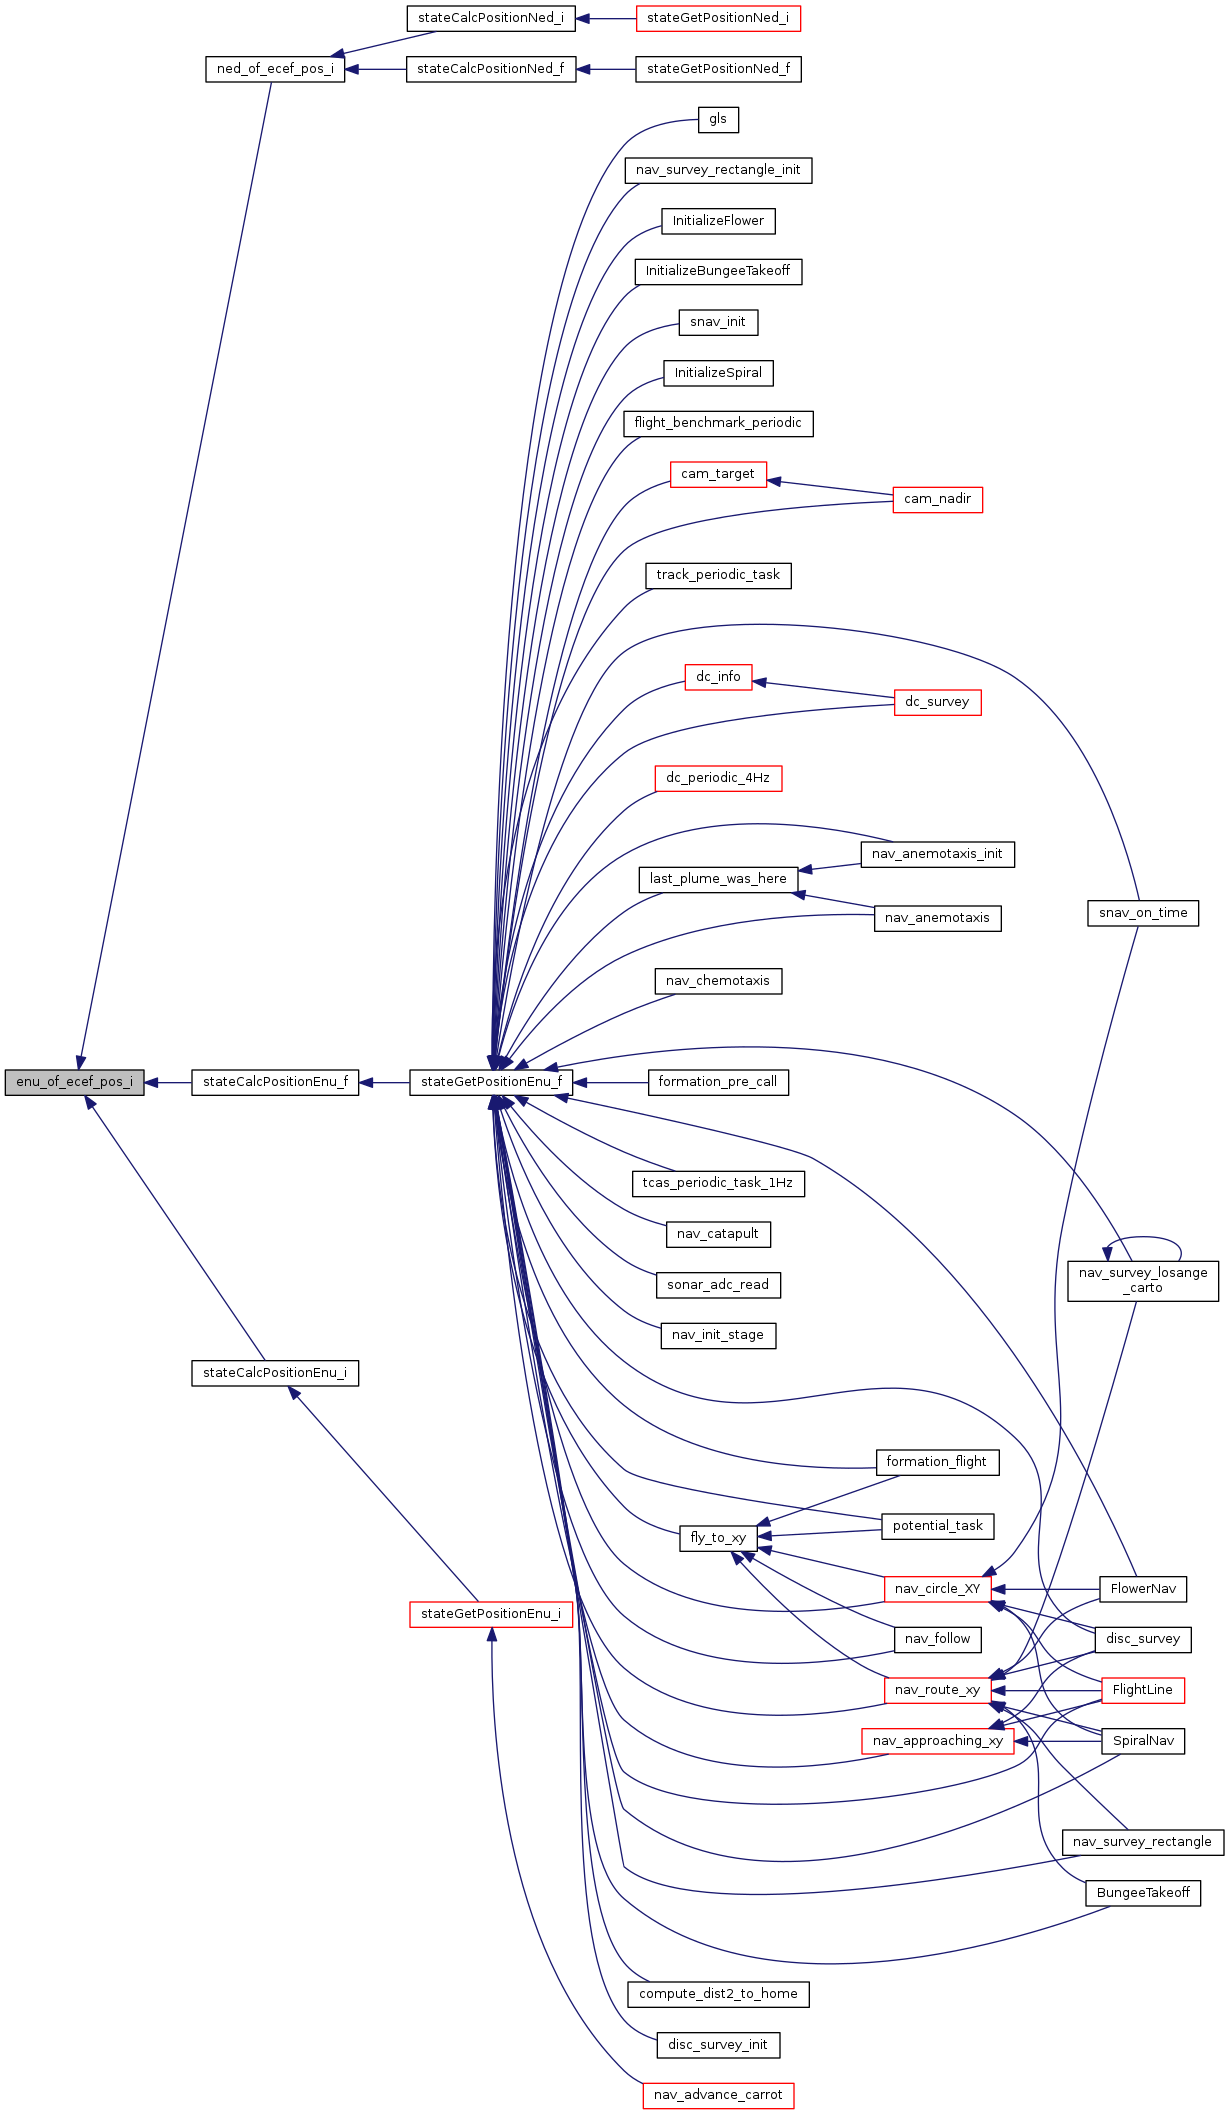 stateCalcPositionNed_i
stateGetPositionNed_i
ned_of_ecef_pos_i
stateCalcPositionNed_f
stateGetPositionNed_f
gls
nav_survey_rectangle_init
InitializeFlower
InitializeBungeeTakeoff
snav_init
InitializeSpiral
flight_benchmark_periodic
cam_target
cam_nadir
track_periodic_task
dc_info
dc_survey
dc_periodic_4Hz
nav_anemotaxis_init
last_plume_was_here
nav_anemotaxis
snav_on_time
nav_chemotaxis
enu_of_ecef_pos_i
stateCalcPositionEnu_f
stateGetPositionEnu_f
formation_pre_call
tcas_periodic_task_1Hz
nav_catapult
nav_survey_losange
_carto
sonar_adc_read
nav_init_stage
stateCalcPositionEnu_i
formation_flight
potential_task
fly_to_xy
nav_circle_XY
FlowerNav
stateGetPositionEnu_i
nav_follow
disc_survey
nav_route_xy
FlightLine
nav_approaching_xy
SpiralNav
nav_survey_rectangle
BungeeTakeoff
compute_dist2_to_home
disc_survey_init
nav_advance_carrot